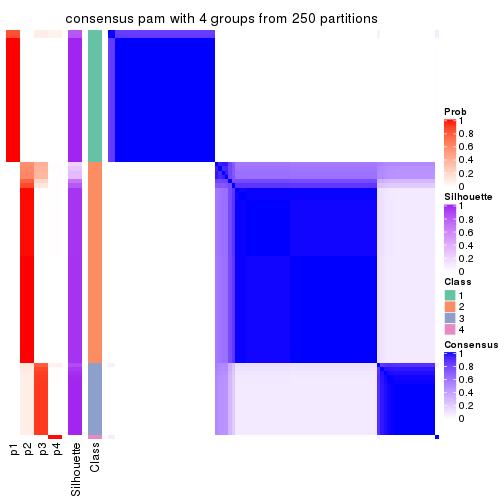 consensus pam with 4 groups from 250 partitions
Prob
1
0.8
0.6
0.4
0.2
0
Silhouette
1
0.8
0.6
0.4
0.2
0
Class
1
2
3
4
Consensus
1
0.8
0.6
0.4
0.2
0
p1
p2
p3
p4
Silhouette
Class